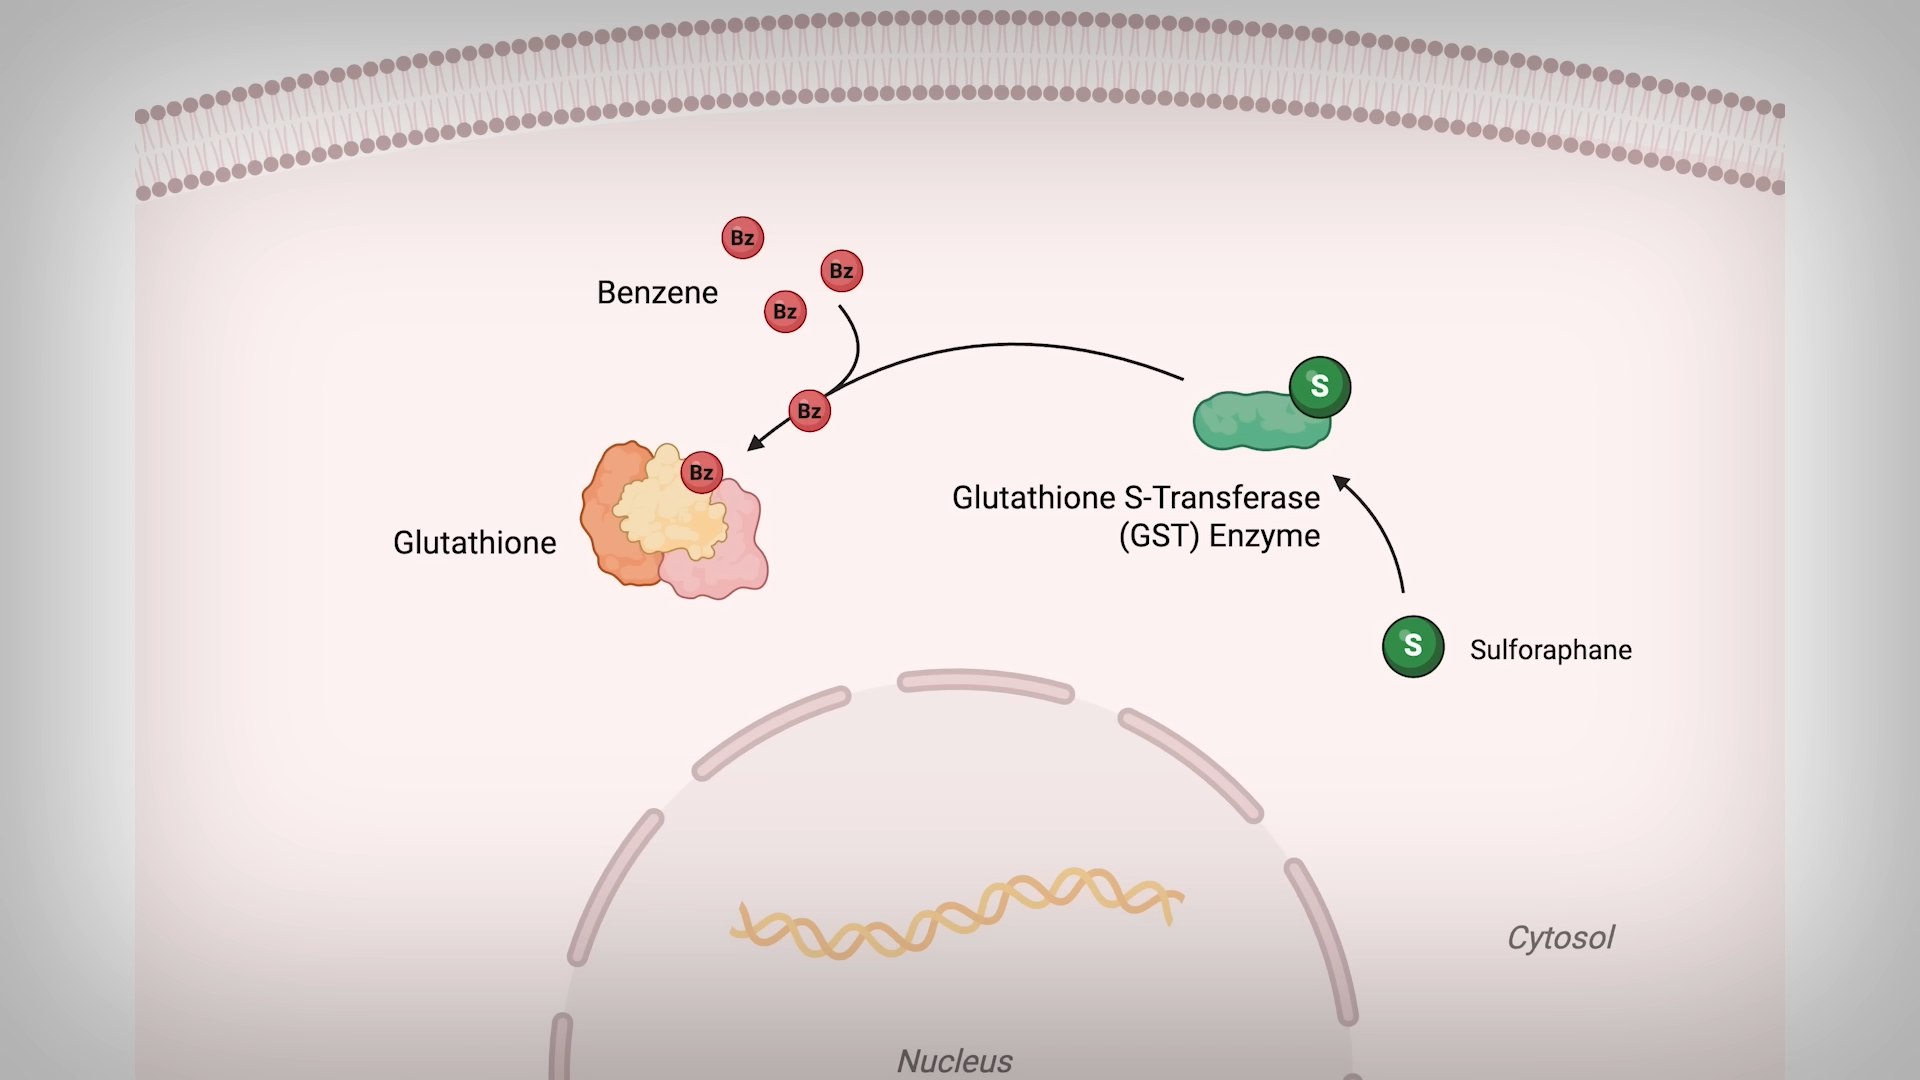 Bz
Bz
Benzene
Bz
Bz
S
Bz
Glutathione S-Transferase
(GST) Enzyme
Glutathione
S
Sulforaphane
Cytosol
Nucleus